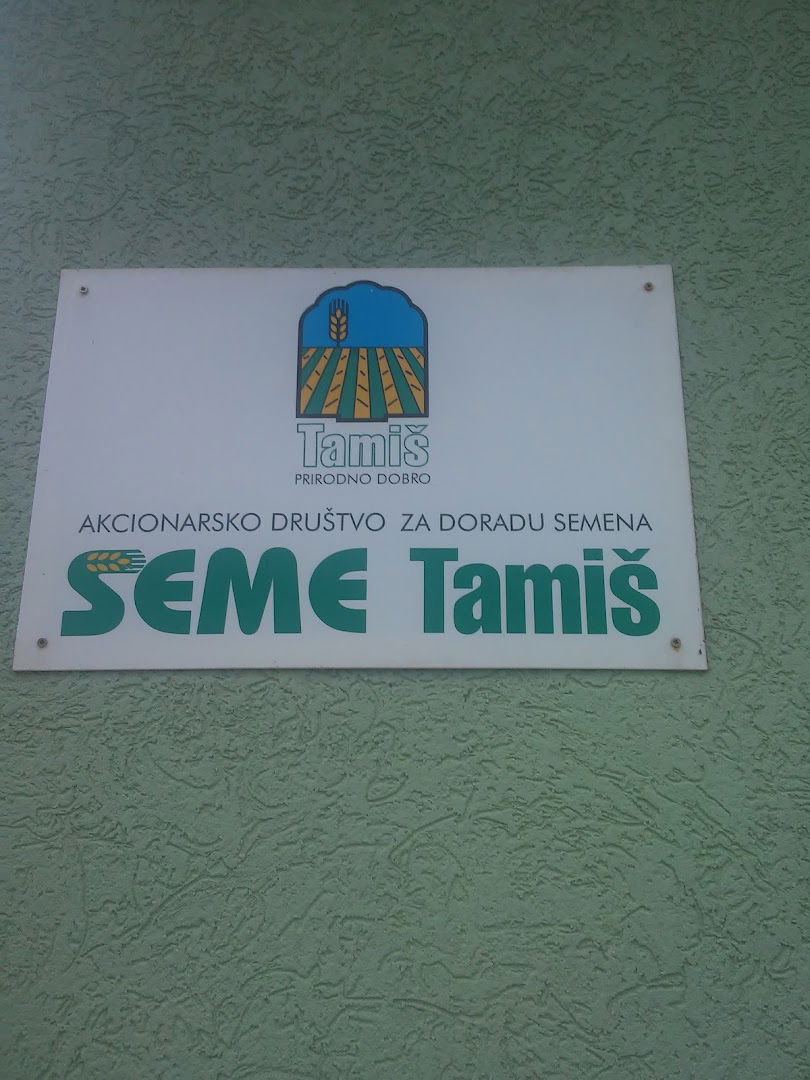 Tamiš
PRIRODNO DOBRO
AKCIONARSKO DRUŠTVO ZA DORADU SEMENA
SEME Tamiš